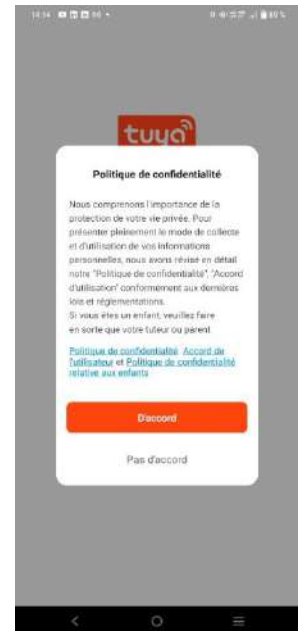 14:14
tuya
Politique de confidentialité
Nous comprenons l'importance de la
protection de votre vie privée. Pour
présenter pleinement le mode de collecte
et d'utilisation de vos informations
personnelles, nous avons révisé en détail
notre "Politique de confidentialité", "Accord
d'utilisation" conformément aux dernières
lois et réglementations.
Si vous êtes un enfant, veuillez faire
en sorte que votre tuteur ou parent
Politique de confidentialité Accord de
l'utilisateur et Politique de confidentialité
relative aux enfants
D'accord
Pas d'accord